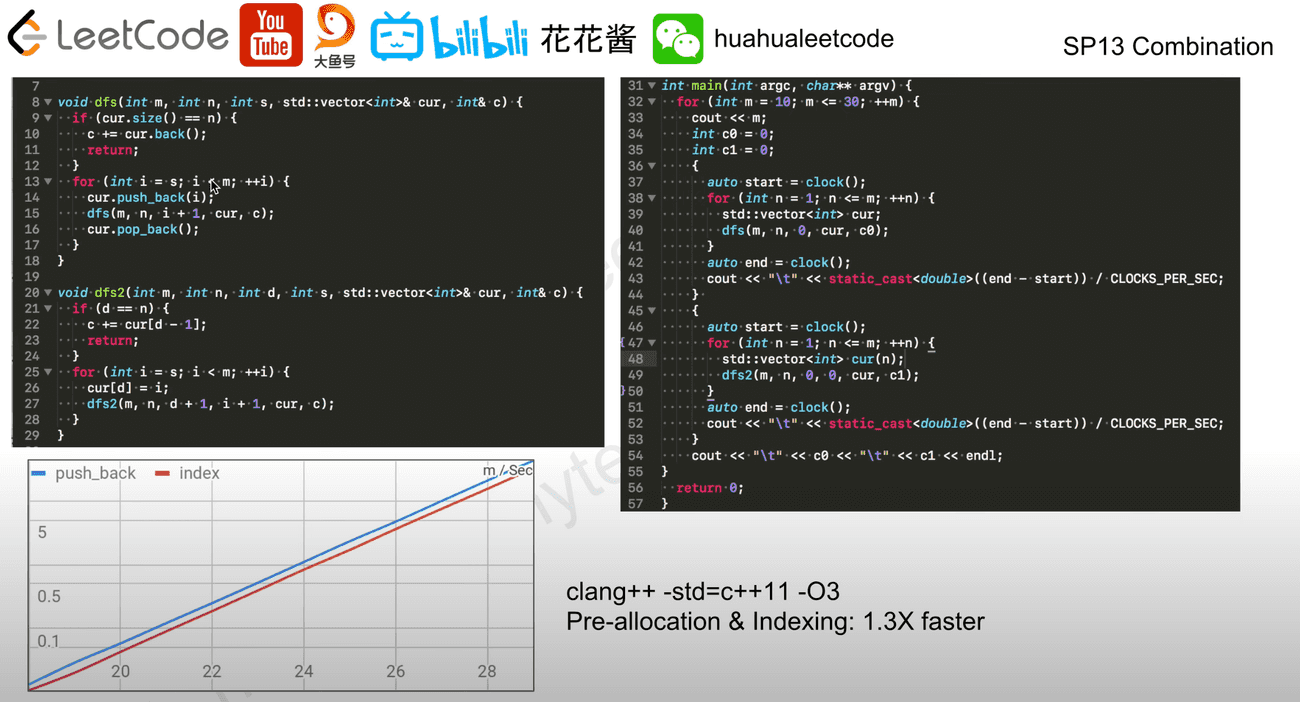 LeetCode You Tube 大鱼号 bilibili 花花酱 huahualeetcode
SP13 Combination
7
8 void dfs(int m, int n, int s, std::vector<int>& cur, int& c) {
9 if (cur.size() == n) {
10 c += cur.back();
11 return;
12 }
13 for (int i = s; i < m; ++i) {
14 cur.push_back(i);
15 dfs(m, n, i + 1, cur, c);
16 cur.pop_back();
17 }
18 }
19
20 void dfs2(int m, int n, int d, int s, std::vector<int>& cur, int& c) {
21 if (d == n) {
22 c += cur[d - 1];
23 return;
24 }
25 for (int i = s; i < m; ++i) {
26 cur[d] = i;
27 dfs2(m, n, d + 1, i + 1, cur, c);
28 }
29 }
31 int main(int argc, char** argv) {
32 for (int m = 10; m <= 30; ++m) {
33 cout << m;
34 int c0 = 0;
35 int c1 = 0;
36 {
37 auto start = clock();
38 for (int n = 1; n <= m; ++n) {
39 std::vector<int> cur;
40 dfs(m, n, 0, cur, c0);
41 }
42 auto end = clock();
43 cout << "\t" << static_cast<double>((end - start)) / CLOCKS_PER_SEC;
44 }
45 {
46 auto start = clock();
47 for (int n = 1; n <= m; ++n) {
48 std::vector<int> cur(n);
49 dfs2(m, n, 0, 0, cur, c1);
50 }
51 auto end = clock();
52 cout << "\t" << static_cast<double>((end - start)) / CLOCKS_PER_SEC;
53 }
54 cout << "\t" << c0 << "\t" << c1 << endl;
55 }
56 return 0;
57 }
push_back index
m / Sec
5
0.5
0.1
20 22 24 26 28
clang++ -std=c++11 -O3
Pre-allocation & Indexing: 1.3X faster